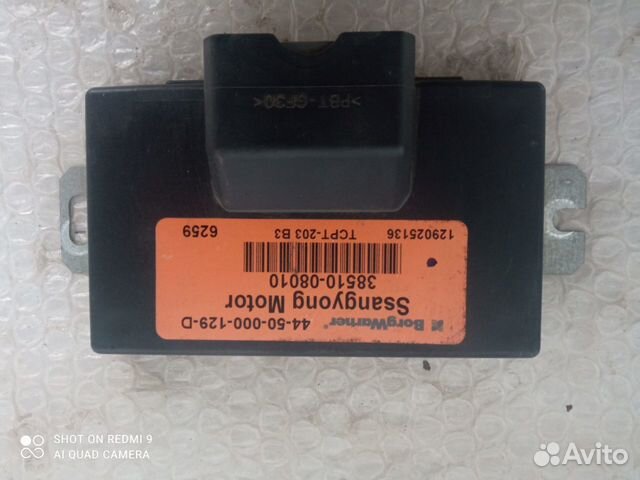 >PBT-GF30<
BorgWarner 44-50-000-129-D
Ssangyong Motor
38510-08010
129025136 TCPT-203 B3 6259
SHOT ON REDMI 9
AI QUAD CAMERA
Avito